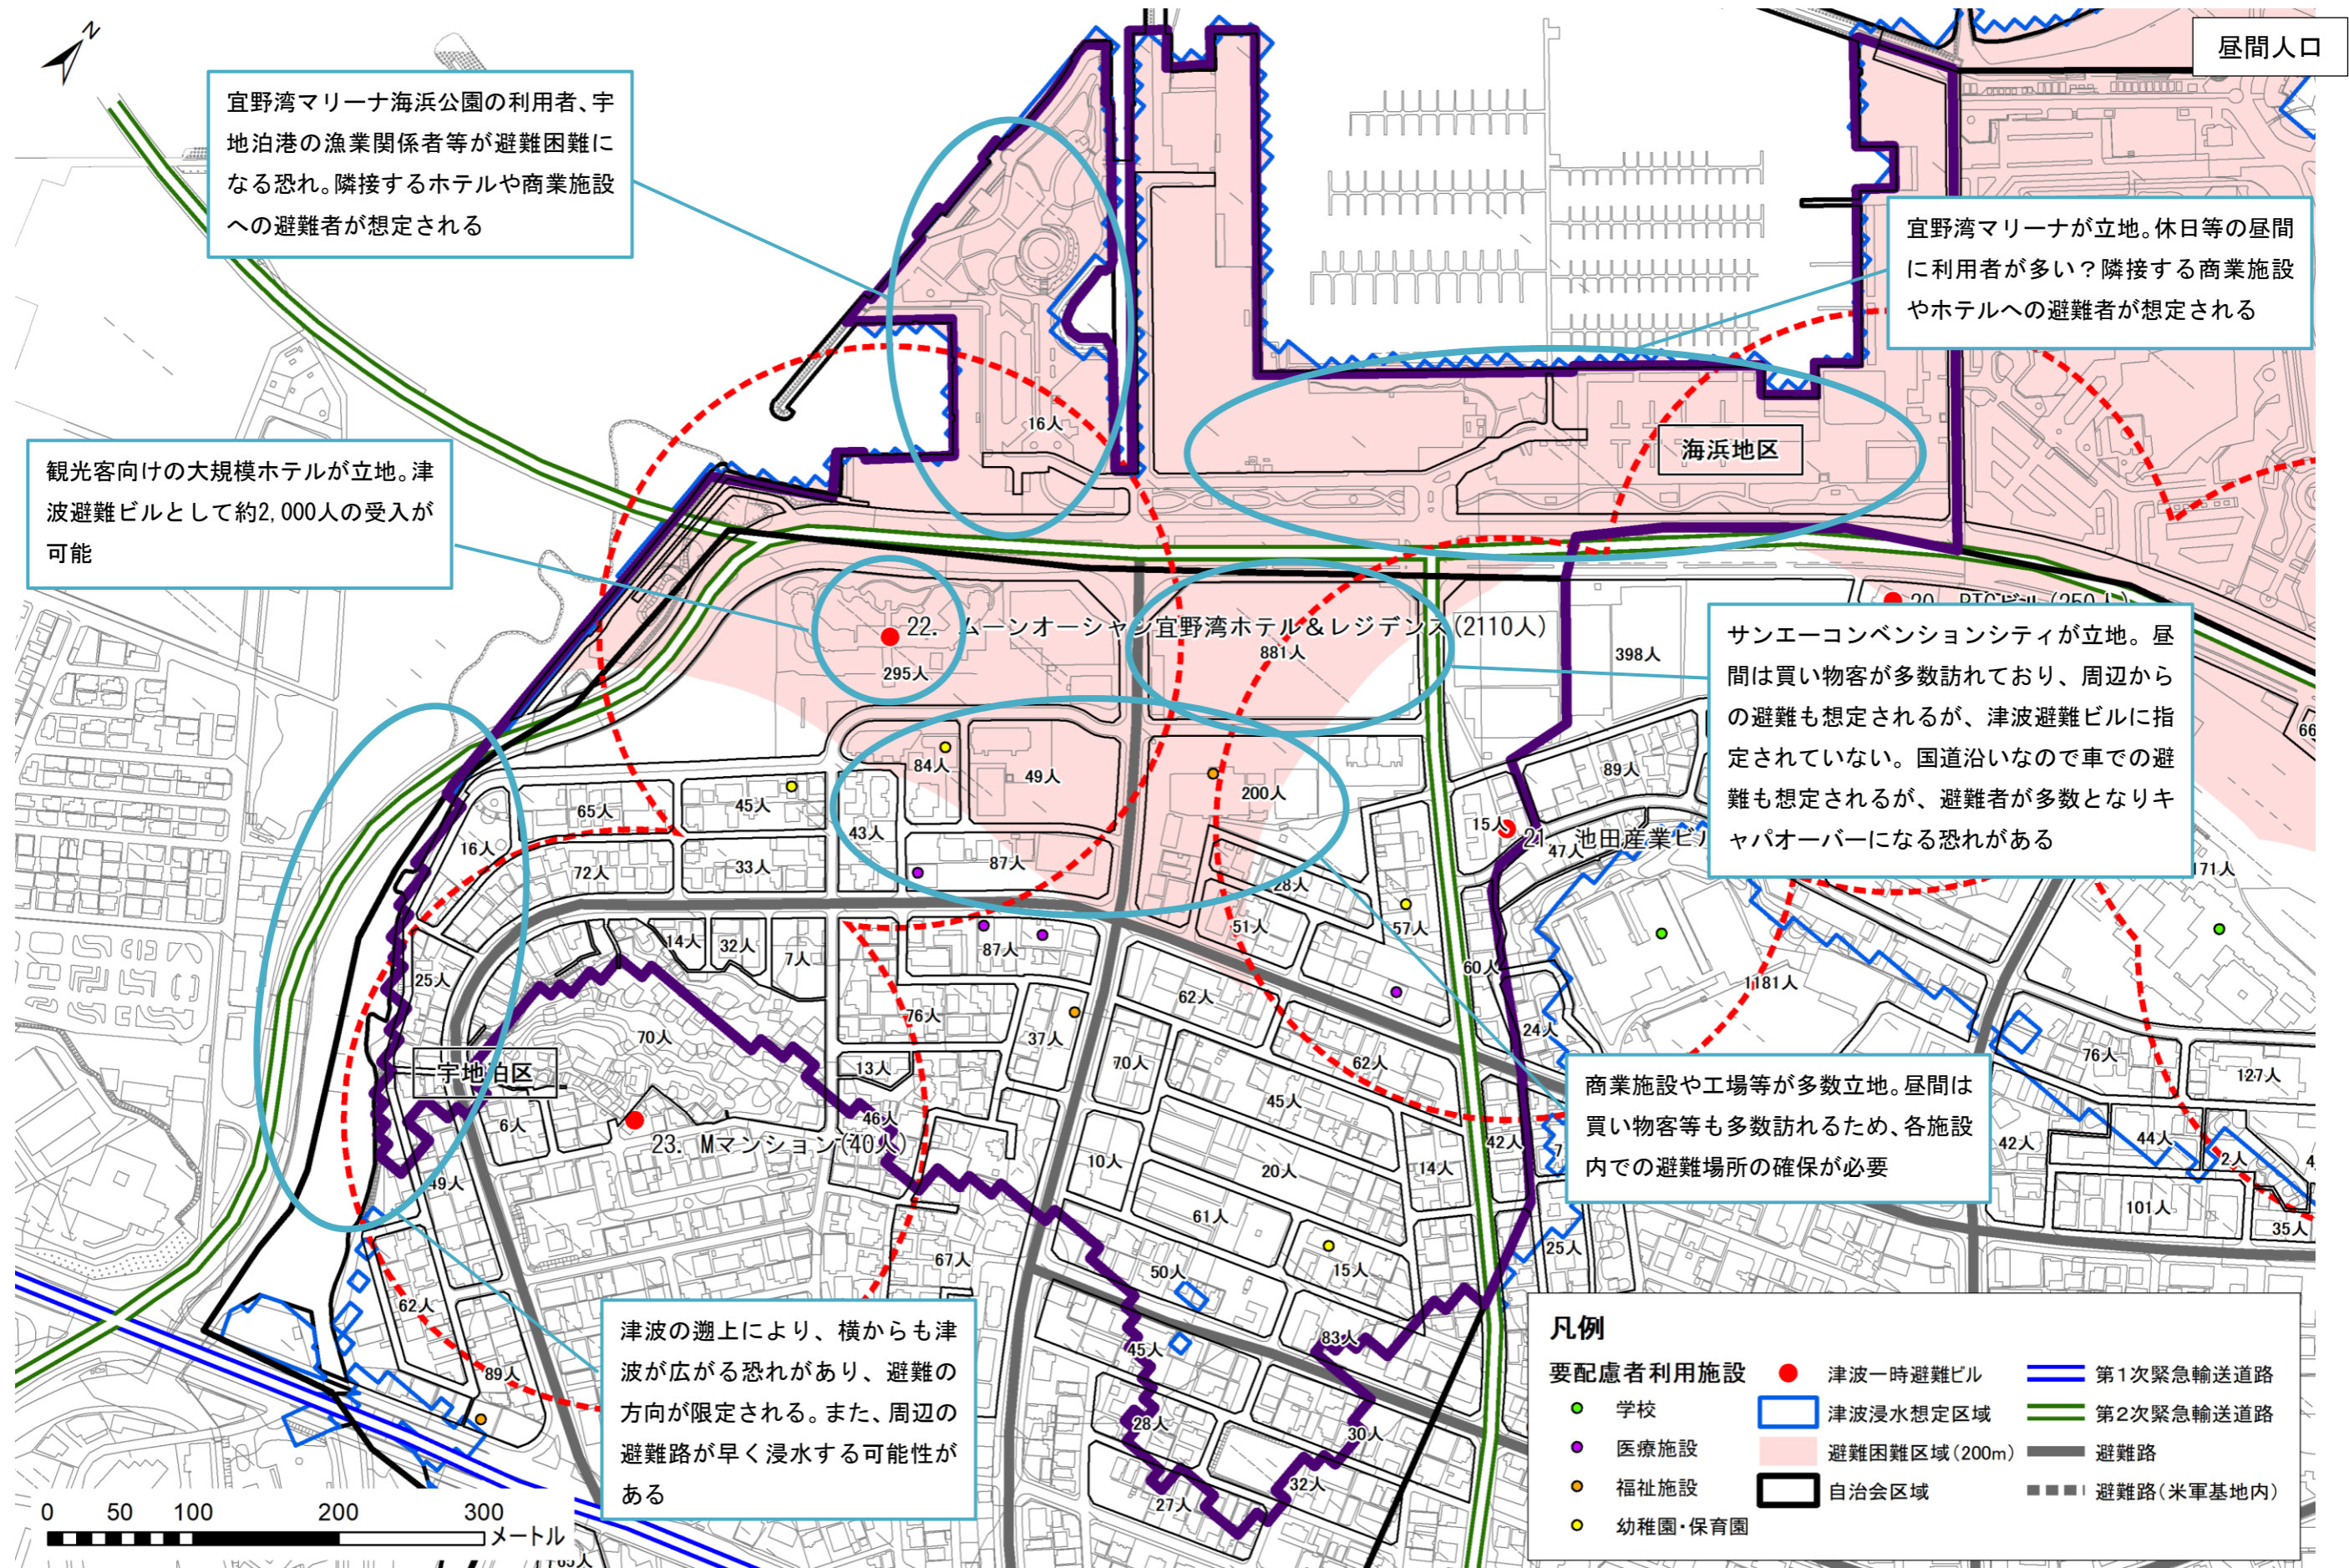 N
昼間人口
宜野湾マリーナ海浜公園の利用者、宇
地泊港の漁業関係者等が避難困難に
なる恐れ。隣接するホテルや商業施設
への避難者が想定される
宜野湾マリーナが立地。休日等の昼間
に利用者が多い？隣接する商業施設
やホテルへの避難者が想定される
16人
海浜地区
観光客向けの大規模ホテルが立地。津
波避難ビルとして約2,000人の受入が
可能
22. ムーンオーシャン宜野湾ホテル&レジデンス(2110人)
295人
881人
398人
サンエーコンベンションシティが立地。昼
間は買い物客が多数訪れており、周辺から
の避難も想定されるが、津波避難ビルに指
定されていない。国道沿いなので車での避
難も想定されるが、避難者が多数となりキ
ャパオーバーになる恐れがある
66
84人
49人
200人
89人
65人
45人
43人
15人
21. 池田産業ビル
47人
16人
72人
33人
87人
28人
171人
14人
32人
7人
87人
51人
57人
25人
60人
1181人
62人
70人
76人
37人
24人
宇地泊区
13人
70人
62人
76人
127人
6人
46人
45人
23. Mマンション(40人)
10人
20人
14人
42人
7
42人
44人
2人
4
49人
61人
101人
35人
商業施設や工場等が多数立地。昼間は
買い物客等も多数訪れるため、各施設
内での避難場所の確保が必要
67人
50人
15人
25人
62人
83人
45人
89人
28人
30人
32人
27人
津波の遡上により、横からも津
波が広がる恐れがあり、避難の
方向が限定される。また、周辺の
避難路が早く浸水する可能性が
ある
0 50 100 200 300
メートル
凡例
要配慮者利用施設
学校
医療施設
福祉施設
幼稚園・保育園
津波一時避難ビル
津波浸水想定区域
避難困難区域(200m)
自治会区域
第1次緊急輸送道路
第2次緊急輸送道路
避難路
避難路(米軍基地内)